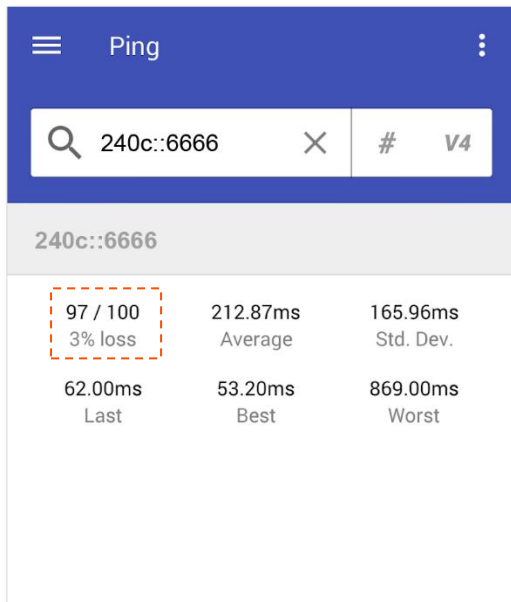 Ping
240c::6666
# V4
240c::6666
97 / 100 212.87ms 165.96ms
3% loss Average Std. Dev.
62.00ms 53.20ms 869.00ms
Last Best Worst